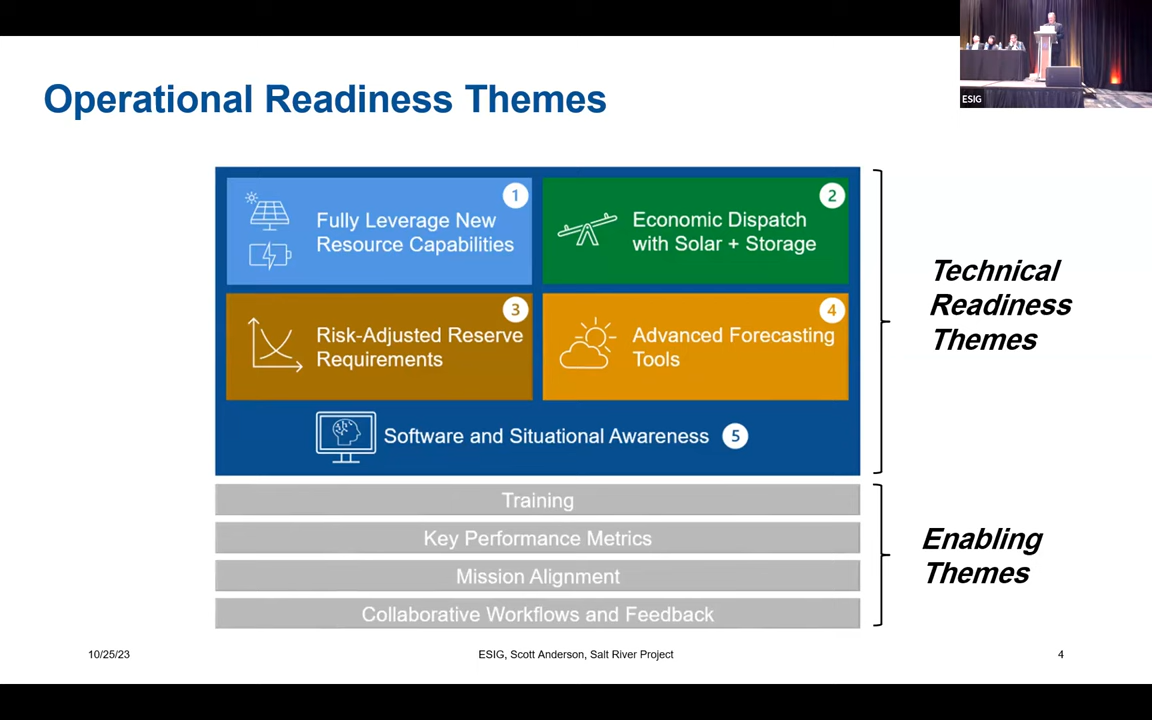 ESIG
Operational Readiness Themes
1
Fully Leverage New
Resource Capabilities
2
Economic Dispatch
with Solar + Storage
3
Risk-Adjusted Reserve
Requirements
4
Advanced Forecasting
Tools
Software and Situational Awareness 5
Technical
Readiness
Themes
Training
Key Performance Metrics
Mission Alignment
Collaborative Workflows and Feedback
Enabling
Themes
10/25/23
ESIG, Scott Anderson, Salt River Project
4